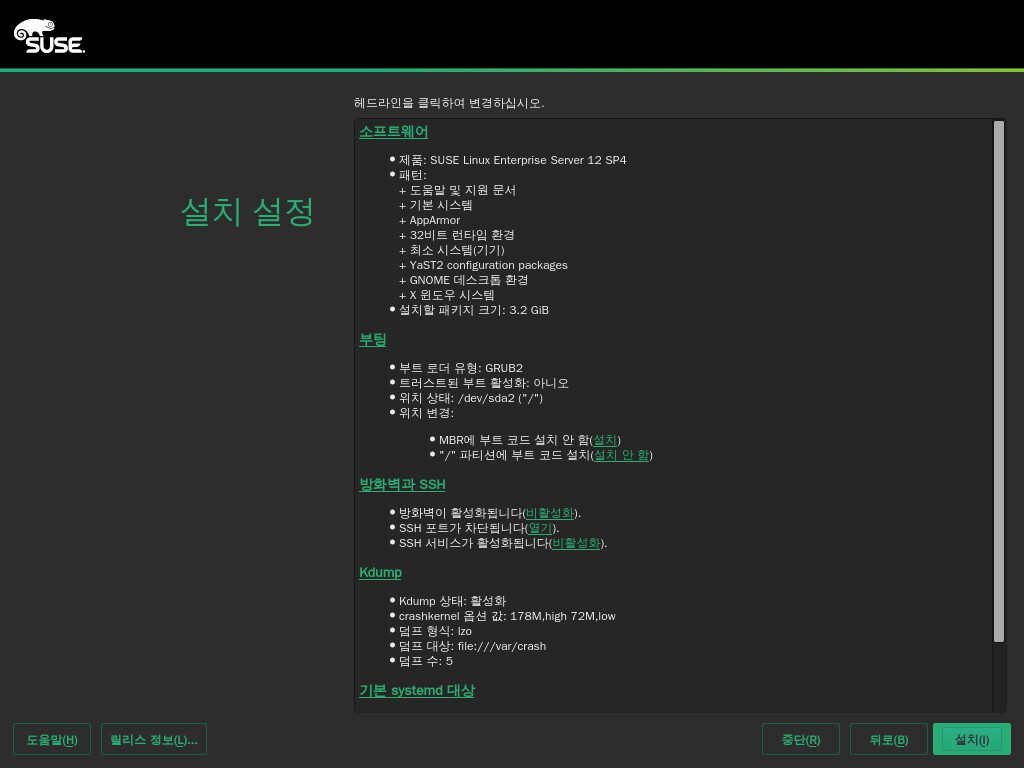 SUSE.
헤드라인을 클릭하여 변경하십시오.
설치 설정
소프트웨어
● 제품: SUSE Linux Enterprise Server 12 SP4
● 패턴:
+ 도움말 및 지원 문서
+ 기본 시스템
+ AppArmor
+ 32비트 런타임 환경
+ 최소 시스템(기기)
+ YaST2 configuration packages
+ GNOME 데스크톱 환경
+ X 윈도우 시스템
● 설치할 패키지 크기: 3.2 GiB
부팅
● 부트 로더 유형: GRUB2
● 트러스트된 부트 활성화: 아니오
● 위치 상태: /dev/sda2 ("/")
● 위치 변경:
● MBR에 부트 코드 설치 안 함(설치)
● "/" 파티션에 부트 코드 설치(설치 안 함)
방화벽과 SSH
● 방화벽이 활성화됩니다(비활성화).
● SSH 포트가 차단됩니다(열기).
● SSH 서비스가 활성화됩니다(비활성화).
Kdump
● Kdump 상태: 활성화
● crashkernel 옵션 값: 178M,high 72M,low
● 덤프 형식: lzo
● 덤프 대상: file:///var/crash
● 덤프 수: 5
기본 systemd 대상
도움말(H) 릴리스 정보(L)... 중단(R) 뒤로(B) 설치(I)